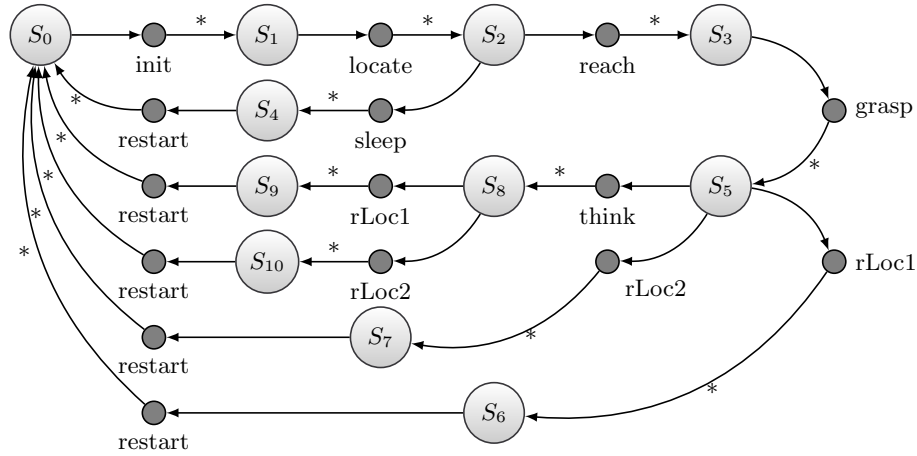 S0 * S1 * S2 * S3
init locate reach
* S4 * grasp
restart sleep
* S9 * S8 * S5 *
restart rLoc1 think
* S10 * rLoc1
* restart rLoc2 rLoc2
* S7 *
restart
S6 *
restart